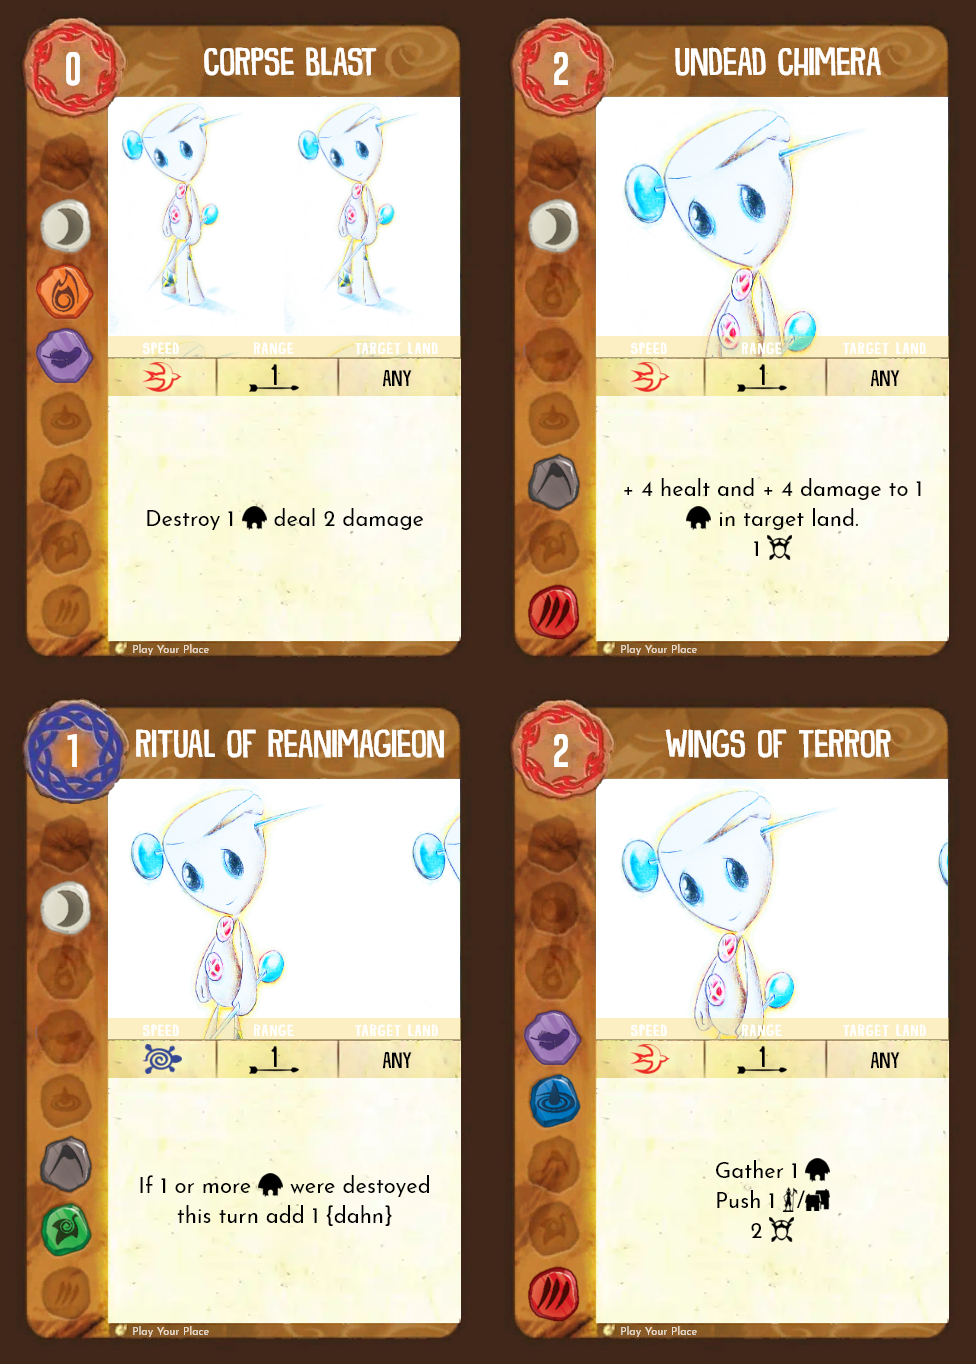 0
CORPSE BLAST
SPEED RANGE TARGET LAND
1 ANY
Destroy 1 deal 2 damage
Play Your Place
2
UNDEAD CHIMERA
SPEED RANGE TARGET LAND
1 ANY
+ 4 healt and + 4 damage to 1
in target land.
1
Play Your Place
1
RITUAL OF REANIMAGIEON
SPEED RANGE TARGET LAND
1 ANY
If 1 or more were destoyed
this turn add 1 {dahn}
Play Your Place
2
WINGS OF TERROR
SPEED RANGE TARGET LAND
1 ANY
Gather 1
Push 1 /
2
Play Your Place